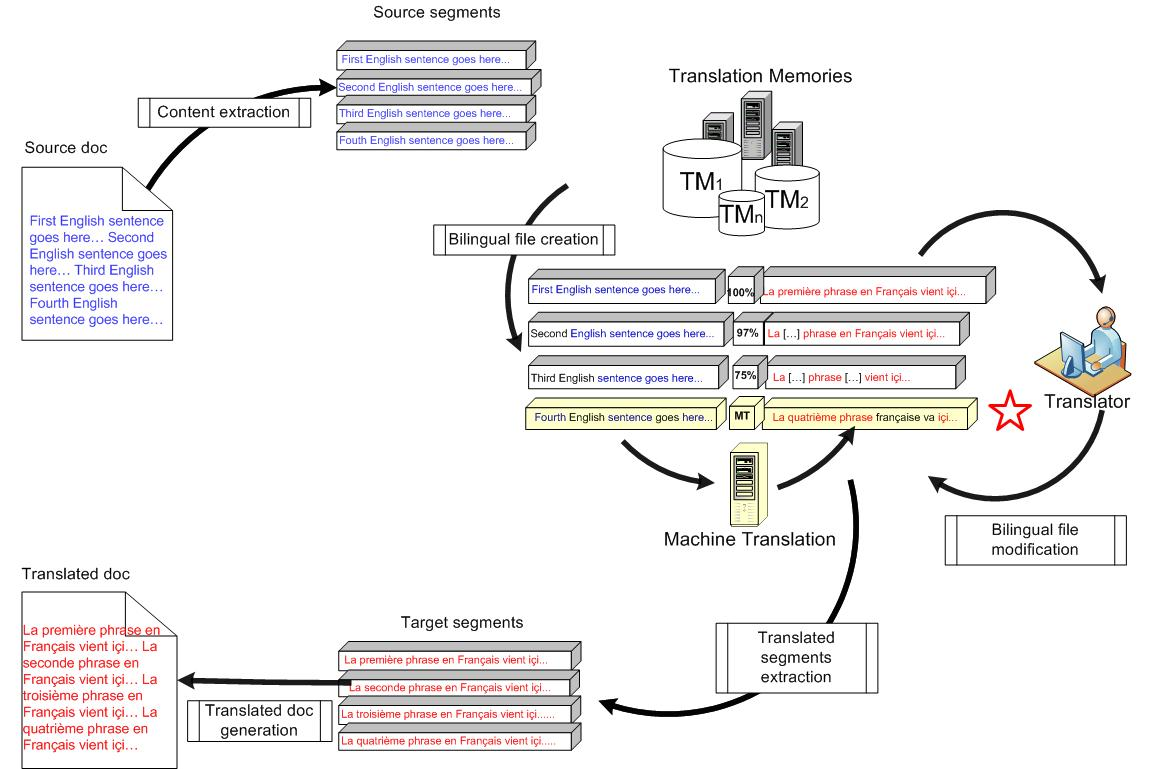 Source segments
First English sentence goes here...
Second English sentence goes here...
Third English sentence goes here...
Fouth English sentence goes here...
Content extraction
Source doc
First English sentence
goes here… Second
English sentence goes
here… Third English
sentence goes here…
Fourth English
sentence goes here…
Translation Memories
TM1
TM2
TMn
Bilingual file creation
First English sentence goes here... 100% La première phrase en Français vient içi...
Second English sentence goes here... 97% La [...] phrase en Français vient içi...
Third English sentence goes here... 75% La [...] phrase [...] vient içi...
Fourth English sentence goes here... MT La quatrième phrase française va içi...
Translator
Machine Translation
Bilingual file
modification
Translated
segments
extraction
Target segments
La première phrase en Français vient içi...
La seconde phrase en Français vient içi...
La troisième phrase en Français vient içi......
La quatrième phrase en Français vient içi.....
Translated doc
generation
Translated doc
La première phrase en
Français vient içi… La
seconde phrase en
Français vient içi… La
troisième phrase en
Français vient içi… La
quatrième phrase en
Français vient içi…